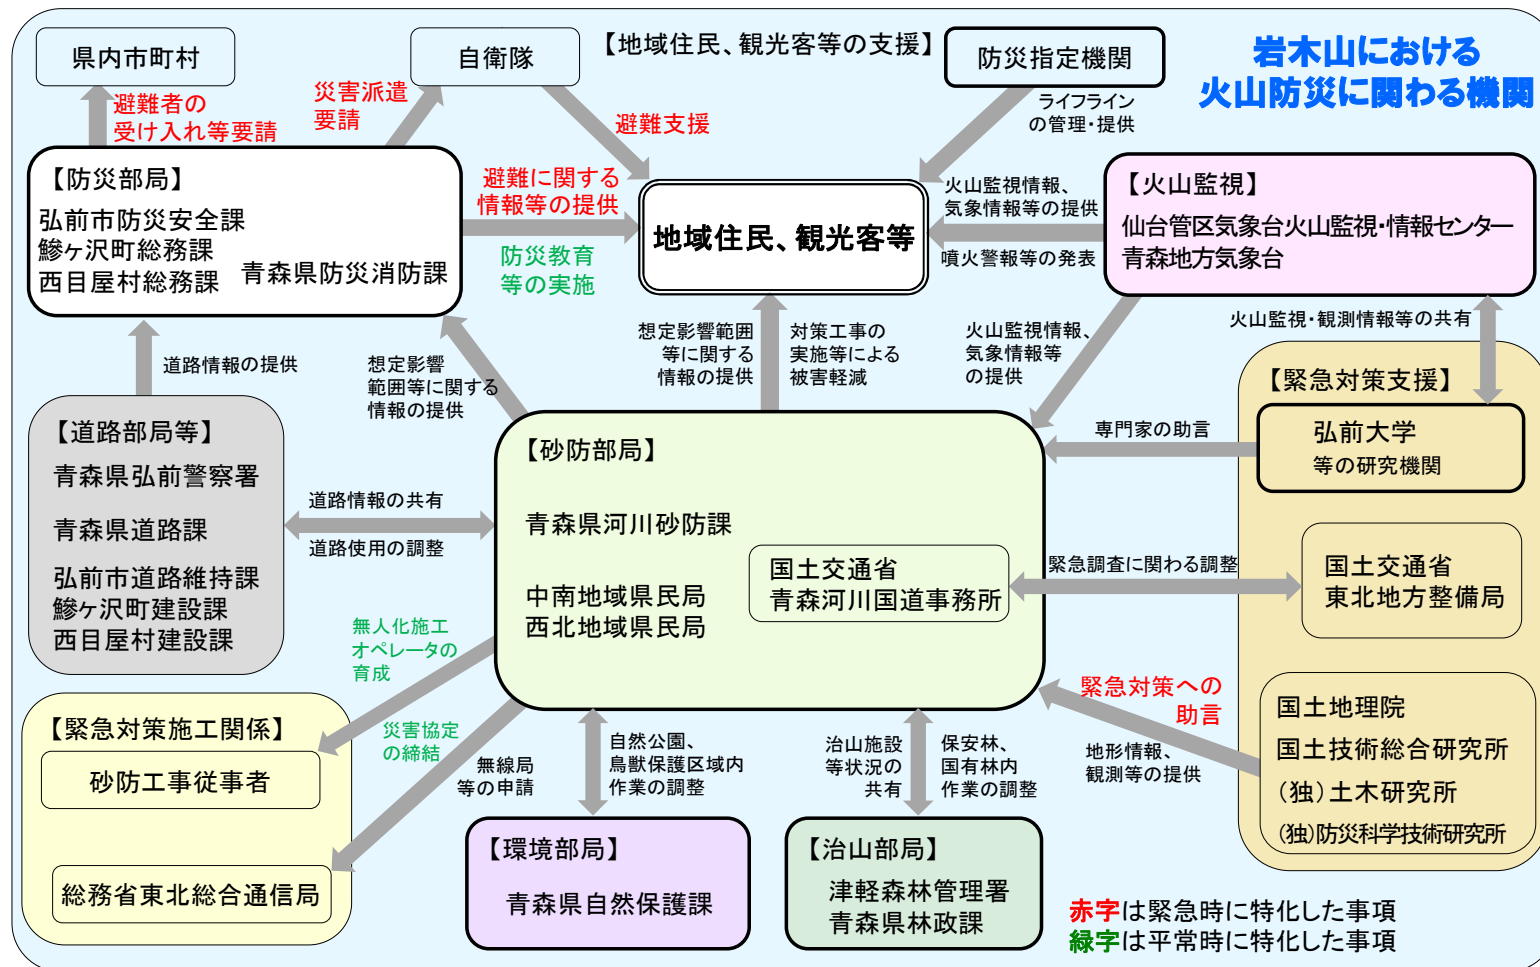 岩木山における
火山防災に関わる機関
【地域住民、観光客等の支援】
県内市町村
自衛隊
防災指定機関
避難者の
受け入れ等要請
災害派遣
要請
避難支援
ライフライン
の管理・提供
【防災部局】
弘前市防災安全課
鰺ヶ沢町総務課
西目屋村総務課
青森県防災消防課
避難に関する
情報等の提供
防災教育
等の実施
地域住民、観光客等
火山監視情報、
気象情報等の提供
噴火警報等の発表
【火山監視】
仙台管区気象台火山監視・情報センター
青森地方気象台
道路情報の提供
想定影響
範囲等に関する
情報の提供
想定影響範囲
等に関する
情報の提供
対策工事の
実施等による
被害軽減
火山監視情報、
気象情報等
の提供
火山監視・観測情報等の共有
【道路部局等】
青森県弘前警察署
青森県道路課
弘前市道路維持課
鰺ヶ沢町建設課
西目屋村建設課
道路情報の共有
道路使用の調整
【砂防部局】
青森県河川砂防課
中南地域県民局
西北地域県民局
国土交通省
青森河川国道事務所
専門家の助言
緊急調査に関わる調整
【緊急対策支援】
弘前大学
等の研究機関
国土交通省
東北地方整備局
国土地理院
国土技術総合研究所
(独)土木研究所
(独)防災科学技術研究所
緊急対策への
助言
地形情報、
観測等の提供
無人化施工
オペレータの
育成
災害協定
の締結
無線局
等の申請
【緊急対策施工関係】
砂防工事従事者
総務省東北総合通信局
自然公園、
鳥獣保護区域内
作業の調整
治山施設
等状況の
共有
保安林、
国有林内
作業の調整
【環境部局】
青森県自然保護課
【治山部局】
津軽森林管理署
青森県林政課
赤字は緊急時に特化した事項
緑字は平常時に特化した事項